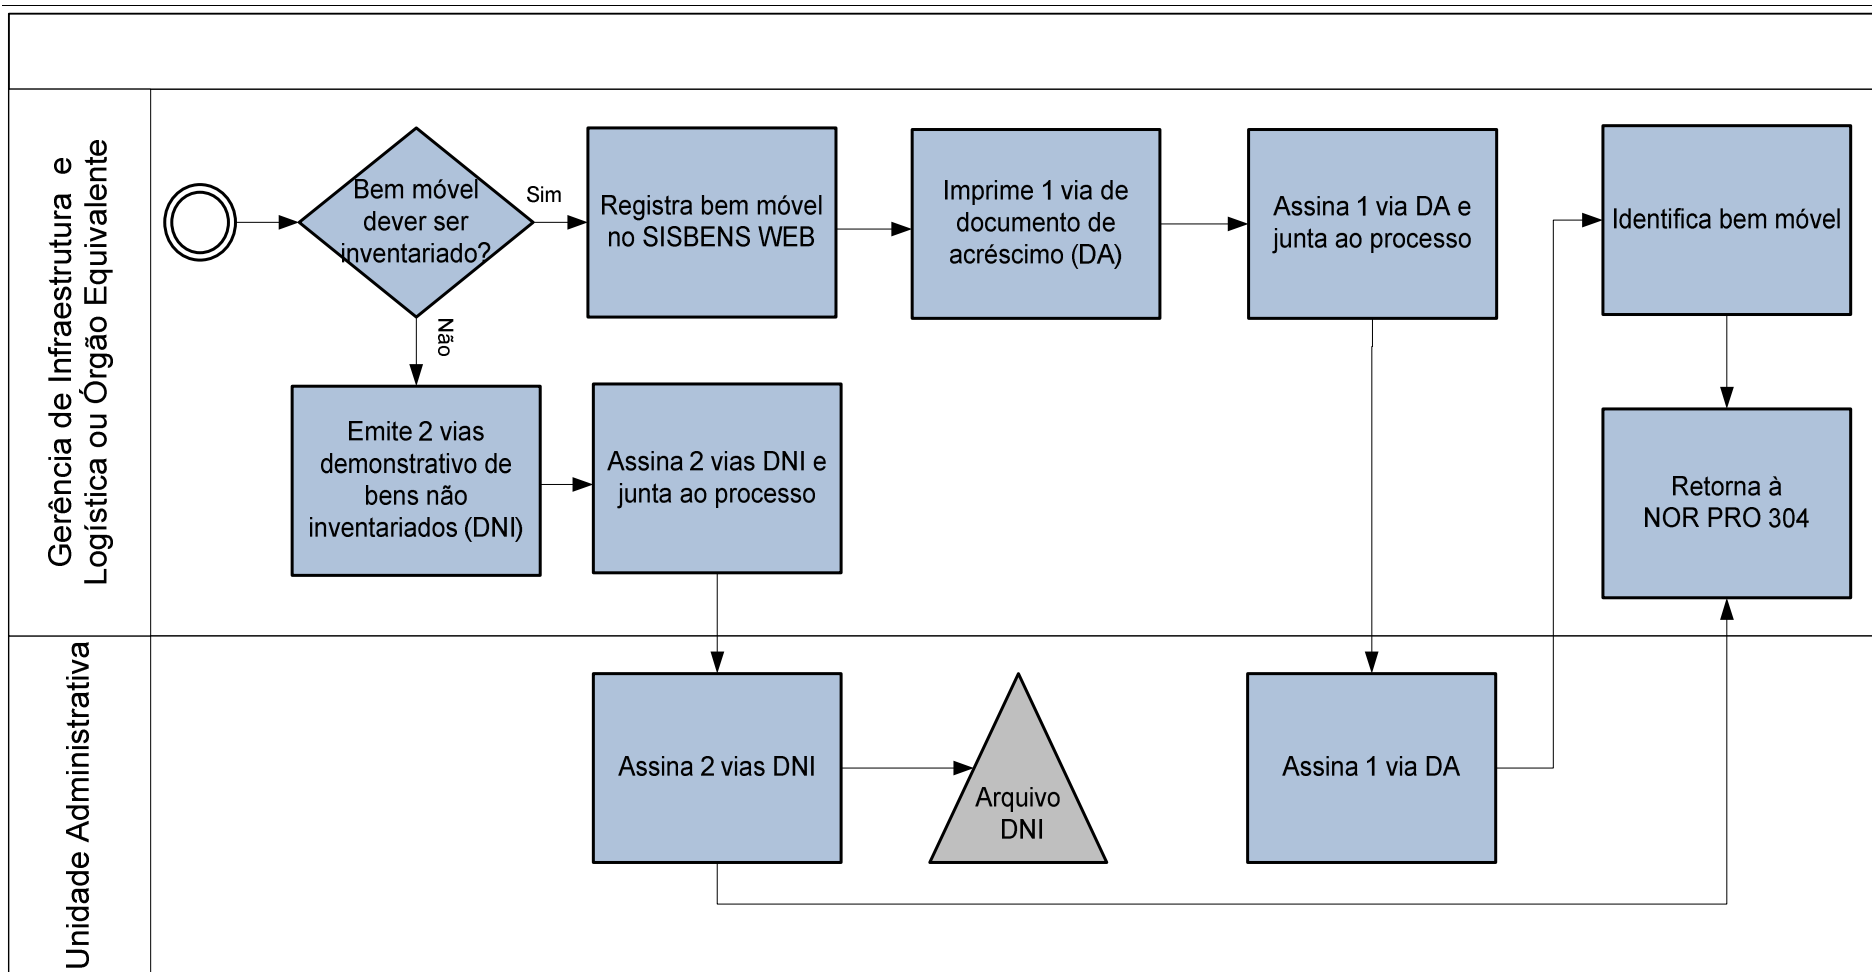 Gerência de Infraestrutura e
Logística ou Órgão Equivalente
Bem móvel
dever ser
inventariado?
Sim
Registra bem móvel
no SISBENS WEB
Imprime 1 via de
documento de
acréscimo (DA)
Assina 1 via DA e
junta ao processo
Identifica bem móvel
Não
Emite 2 vias
demonstrativo de
bens não
inventariados (DNI)
Assina 2 vias DNI e
junta ao processo
Retorna à
NOR PRO 304
Unidade Administrativa
Assina 2 vias DNI
Arquivo
DNI
Assina 1 via DA